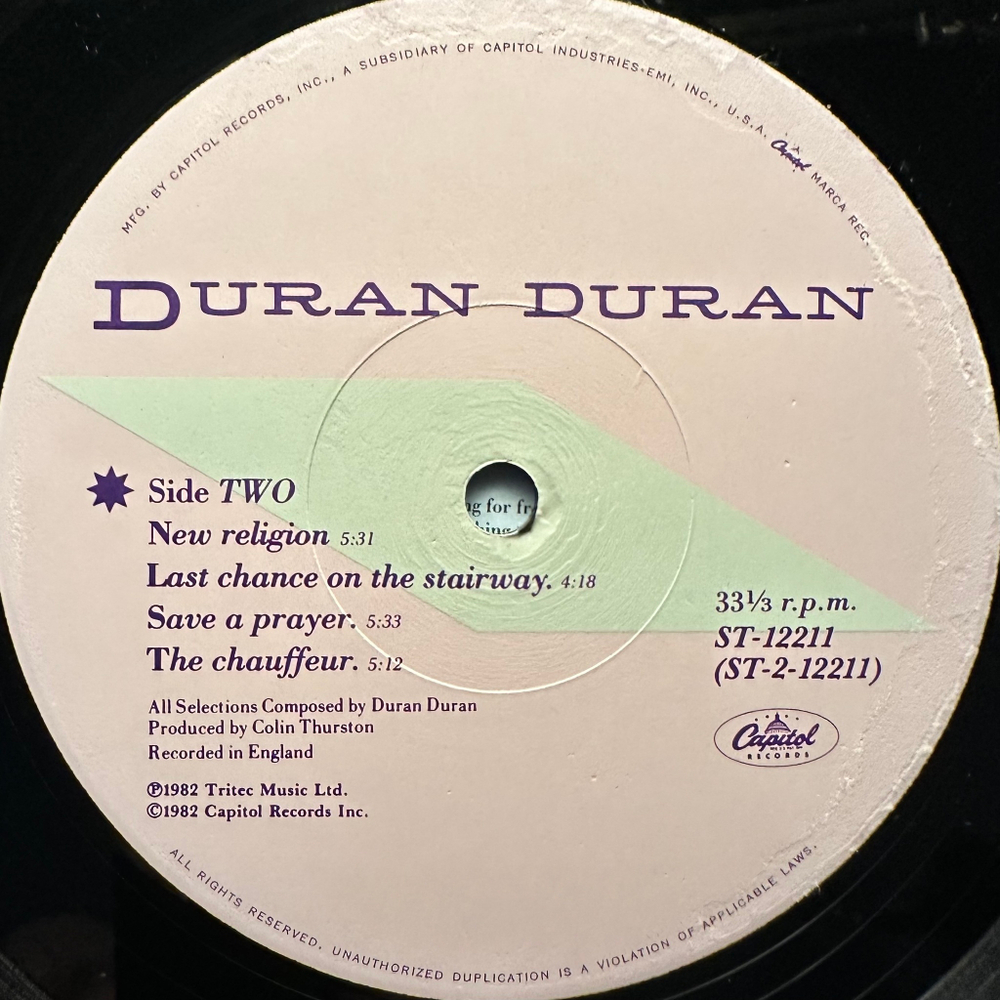 MFG. BY CAPITOL RECORDS, INC., A SUBSIDIARY OF CAPITOL INDUSTRIES-EMI, INC., U.S.A. Capitol MARCA REC.
DURAN DURAN
Side TWO
New religion 5:31
Last chance on the stairway. 4:18
Save a prayer. 5:33
The chauffeur. 5:12
33⅓ r.p.m.
ST-12211
(ST-2-12211)
All Selections Composed by Duran Duran
Produced by Colin Thurston
Recorded in England
℗1982 Tritec Music Ltd.
©1982 Capitol Records Inc.
Capitol
RECORDS
ALL RIGHTS RESERVED. UNAUTHORIZED DUPLICATION IS A VIOLATION OF APPLICABLE LAWS.